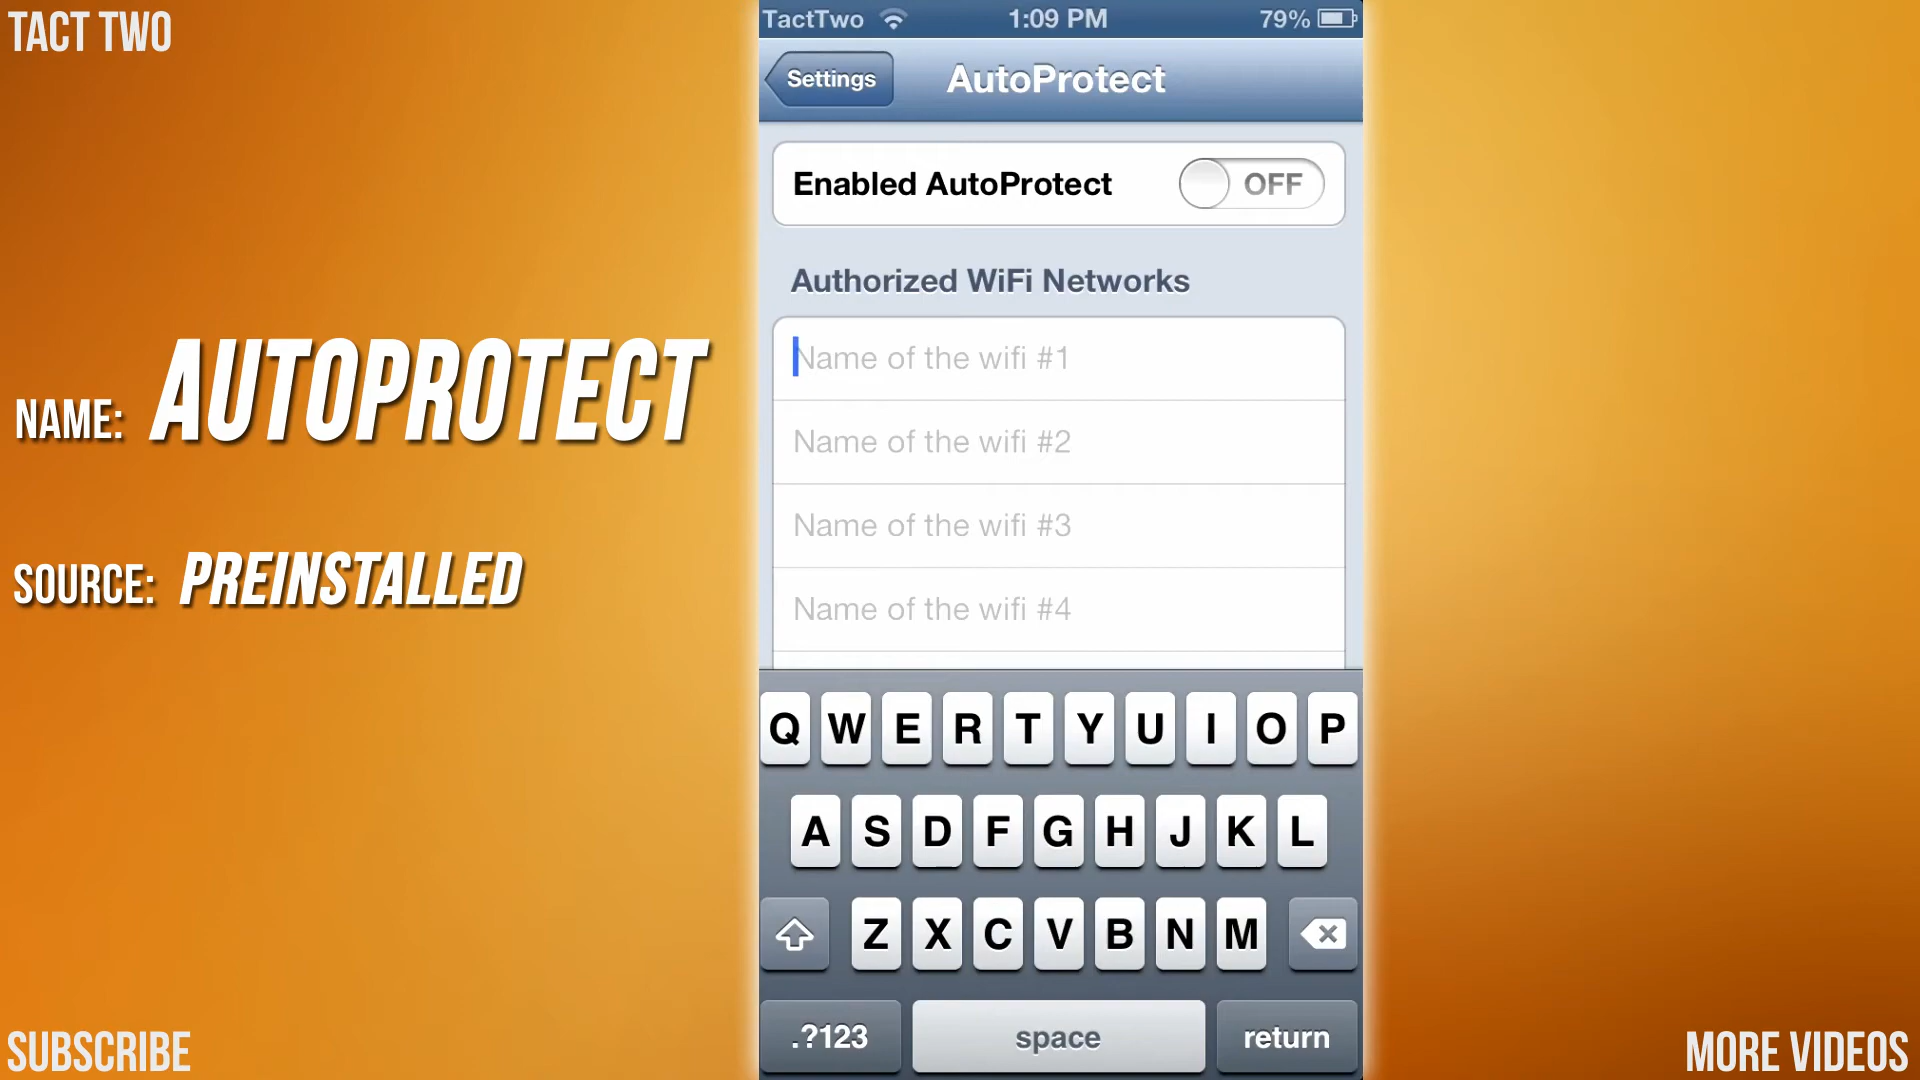 TACT TWO
TactTwo 1:09 PM 79%
Settings AutoProtect
Enabled AutoProtect OFF
Authorized WiFi Networks
Name of the wifi #1
Name of the wifi #2
Name of the wifi #3
Name of the wifi #4
NAME: AUTOPROTECT
SOURCE: PREINSTALLED
Q W E R T Y U I O P
A S D F G H J K L
Z X C V B N M
.?123 space return
SUBSCRIBE
MORE VIDEOS